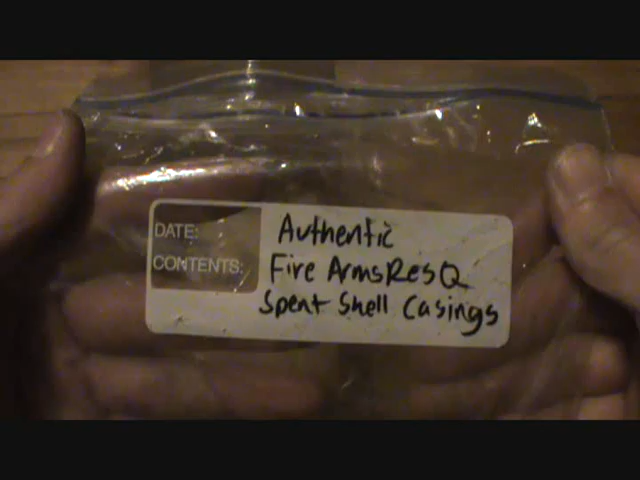 DATE:
CONTENTS:
Authentic
Fire ArmsResQ
Spent Shell Casings